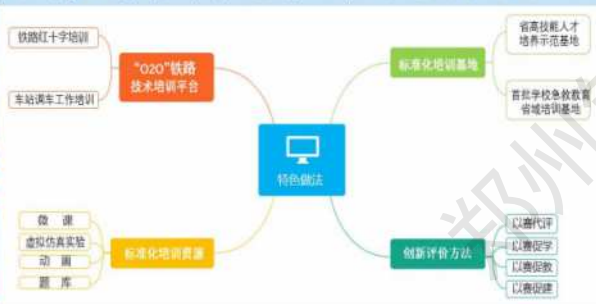 铁路红十字培训
车站调车工作培训
"O2O"铁路
技术培训平台
省高技能人才
培养示范基地
标准化培训基地
首批学校急救教育
省域培训基地
特色做法
微 课
虚拟仿真实验
动 画
题 库
标准化培训资源
创新评价方法
以赛代评
以赛促学
以赛促教
以赛促建
郑州